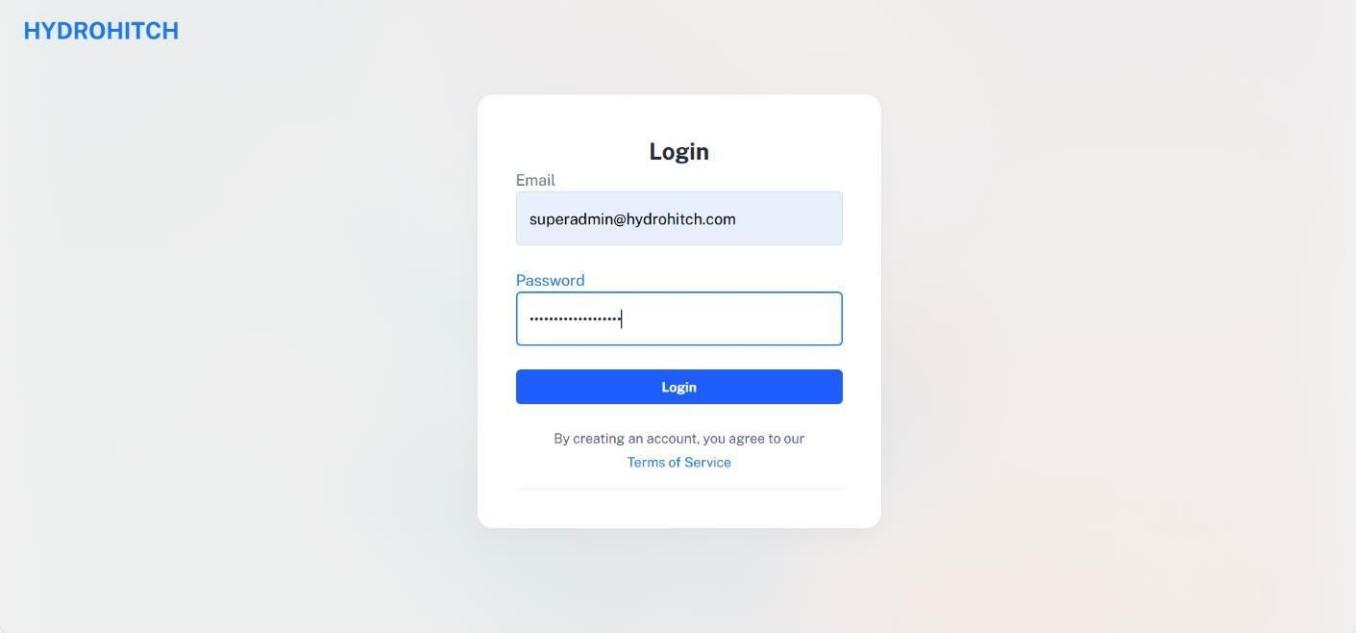 HYDROHITCH
Login
Email
superadmin@hydrohitch.com
Password
Login
By creating an account, you agree to our
Terms of Service